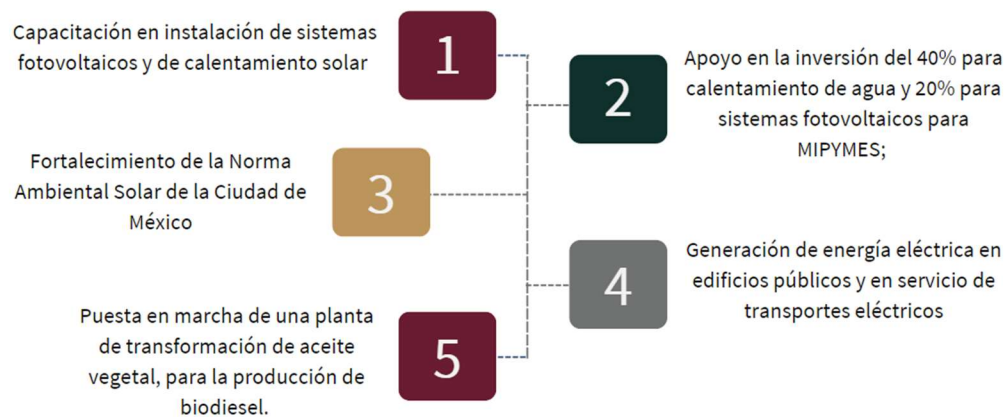 Capacitación en instalación de sistemas
fotovoltaicos y de calentamiento solar
1
2
Apoyo en la inversión del 40% para
calentamiento de agua y 20% para
sistemas fotovoltaicos para
MIPYMES;
Fortalecimiento de la Norma
Ambiental Solar de la Ciudad de
México
3
4
Generación de energía eléctrica en
edificios públicos y en servicio de
transportes eléctricos
Puesta en marcha de una planta
de transformación de aceite
vegetal, para la producción de
biodiesel.
5